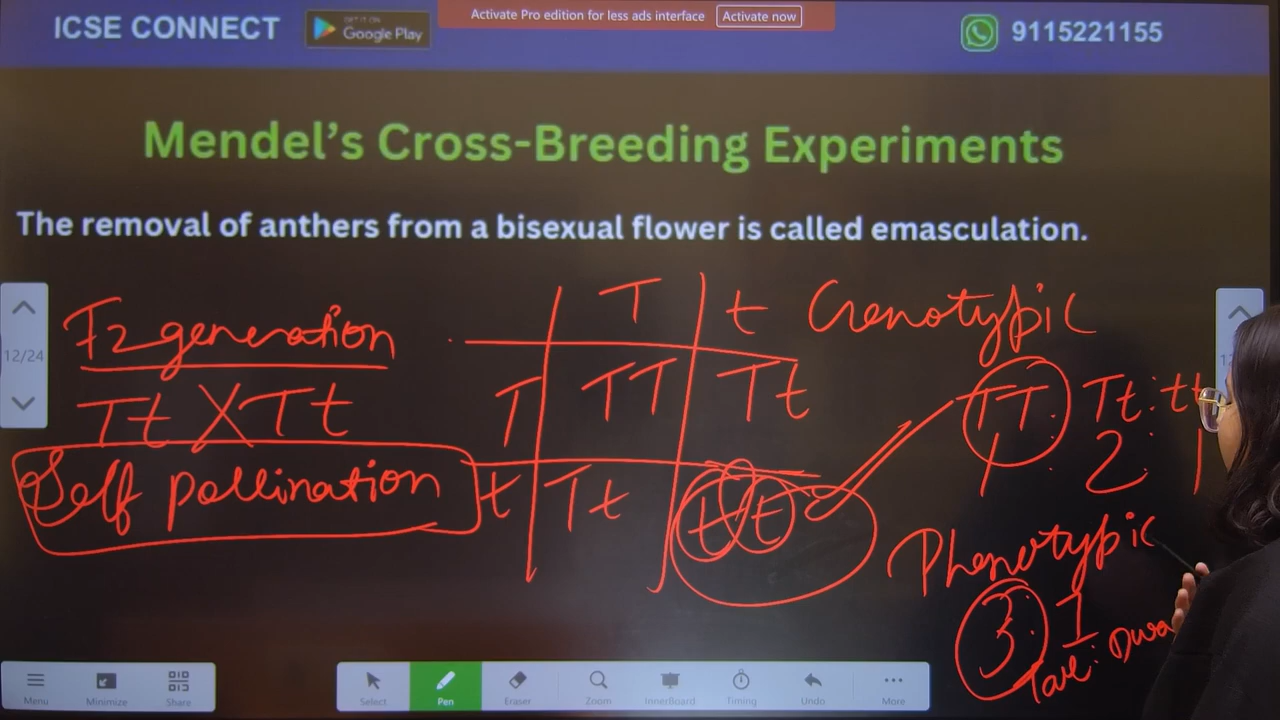 ICSE CONNECT
GET IT ON
Google Play
Activate Pro edition for less ads interface Activate now
9115221155
Mendel's Cross-Breeding Experiments
The removal of anthers from a bisexual flower is called emasculation.
12/24
F2 generation
Tt X Tt
Self pollination
T t
T TT Tt
t Tt tt
Genotypic
TT : Tt : tt
1 : 2 : 1
Phenotypic
3 : 1
Menu Minimize Share
Select Pen Eraser Zoom InnerBoard Timing Undo More